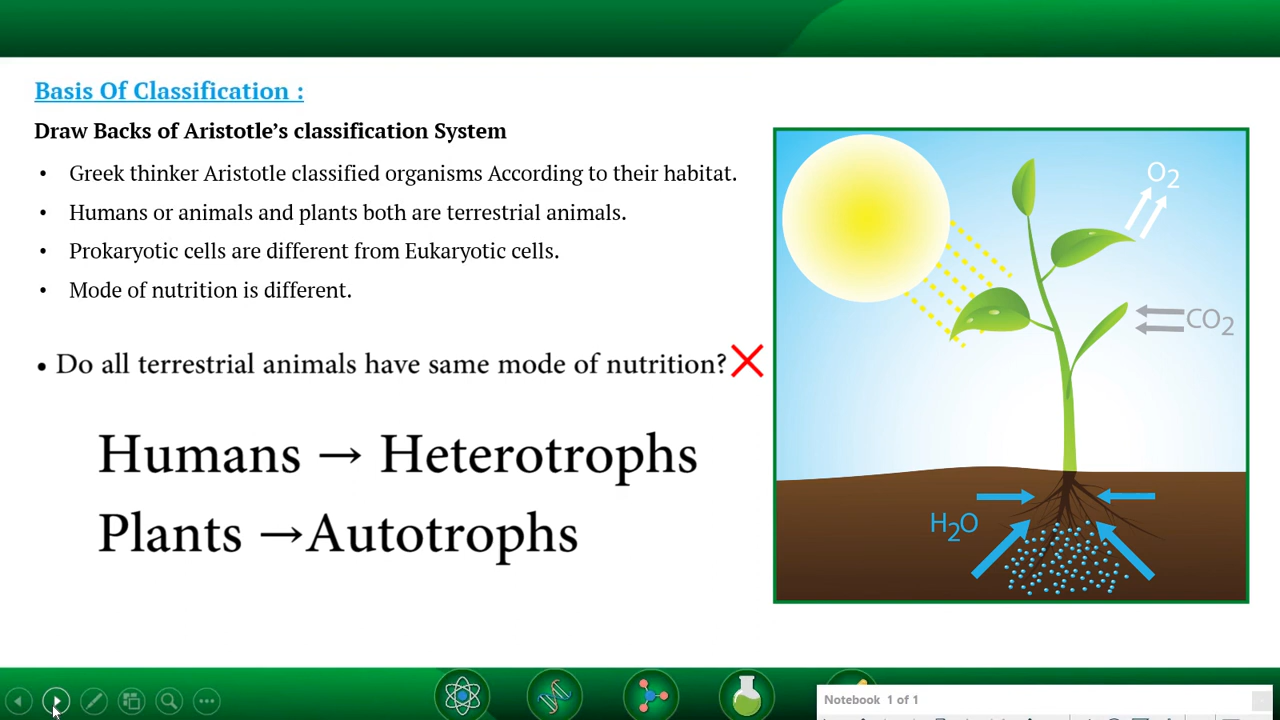 Basis Of Classification :
Draw Backs of Aristotle’s classification System
• Greek thinker Aristotle classified organisms According to their habitat.
• Humans or animals and plants both are terrestrial animals.
• Prokaryotic cells are different from Eukaryotic cells.
• Mode of nutrition is different.
• Do all terrestrial animals have same mode of nutrition?
Humans → Heterotrophs
Plants →Autotrophs
O2
CO2
H2O
Notebook 1 of 1